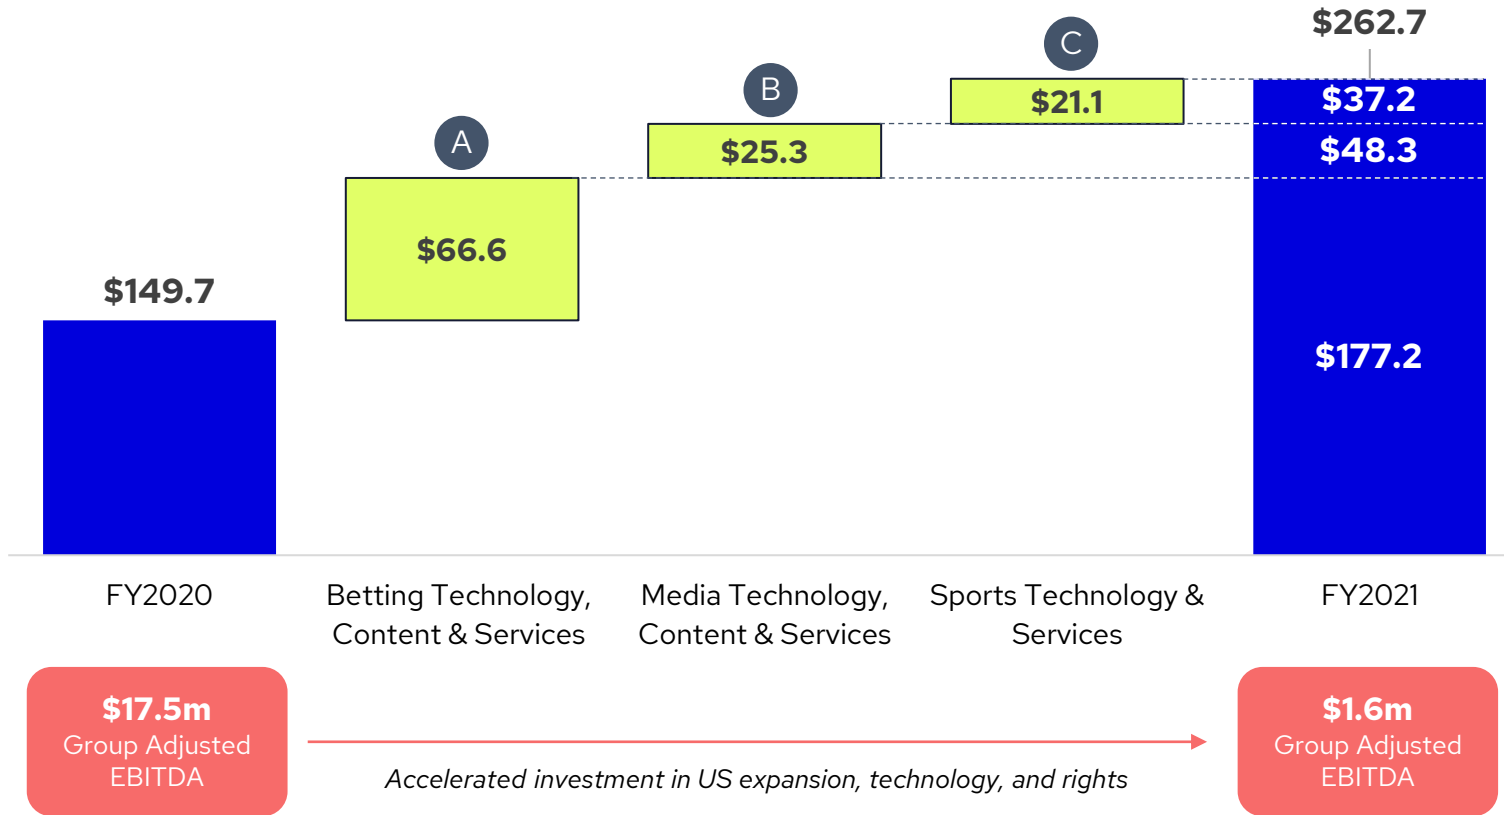 $262.7
C
$37.2
$21.1
B
$48.3
$25.3
A
$66.6
$149.7
$177.2
FY2020
Betting Technology,
Content & Services
Media Technology,
Content & Services
Sports Technology &
Services
FY2021
$17.5m
Group Adjusted
EBITDA
Accelerated investment in US expansion, technology, and rights
$1.6m
Group Adjusted
EBITDA